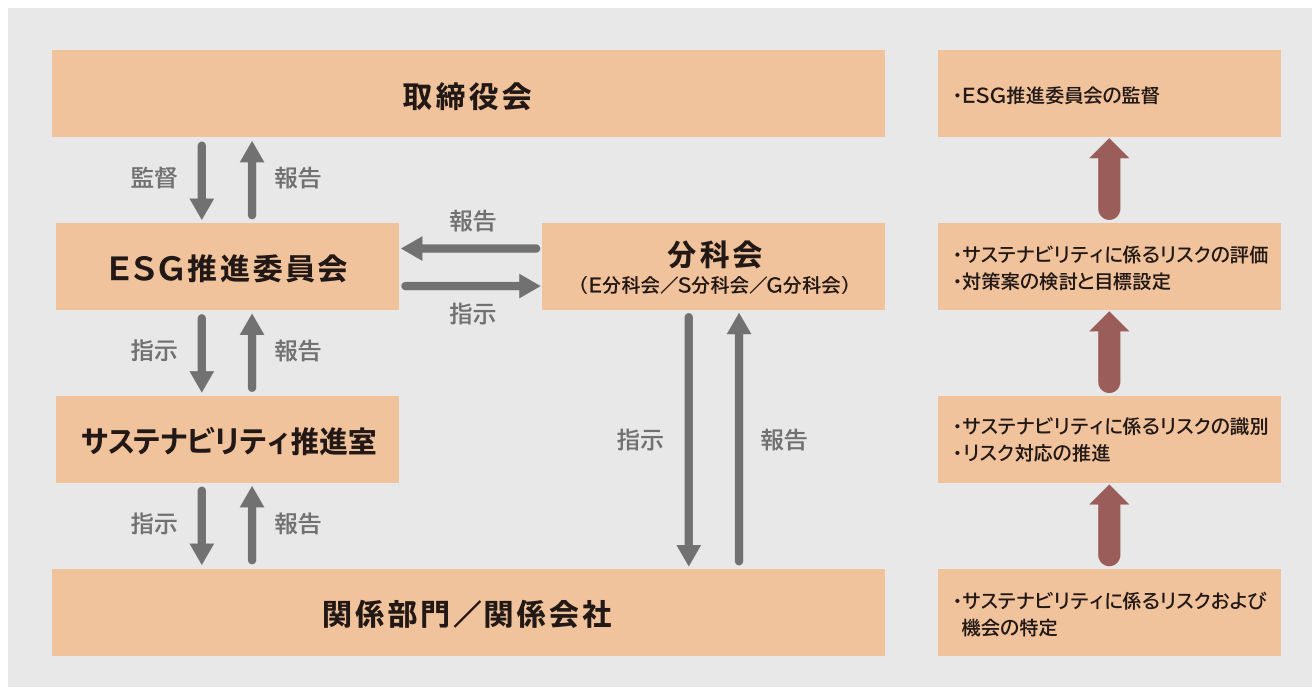 取締役会
・ESG推進委員会の監督
監督
報告
報告
ESG推進委員会
分科会
（E分科会／S分科会／G分科会）
・サステナビリティに係るリスクの評価
・対策案の検討と目標設定
指示
指示
報告
サステナビリティ推進室
・サステナビリティに係るリスクの識別
・リスク対応の推進
指示
報告
指示
報告
関係部門／関係会社
・サステナビリティに係るリスクおよび
機会の特定